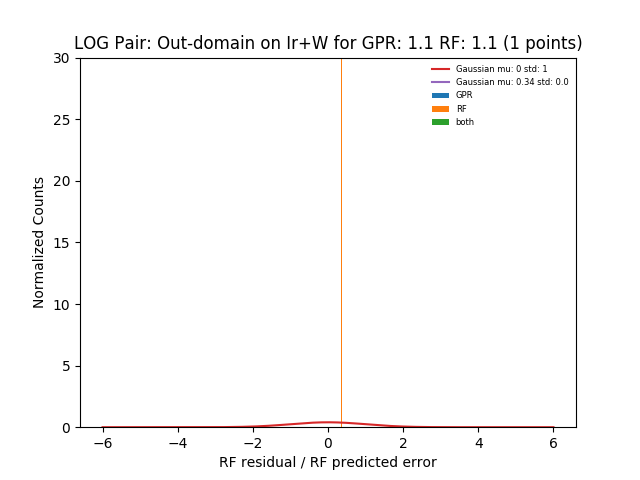 LOG Pair: Out-domain on Ir+W for GPR: 1.1 RF: 1.1 (1 points)
Gaussian mu: 0 std: 1
Gaussian mu: 0.34 std: 0.0
GPR
RF
both
Normalized Counts
30
25
20
15
10
5
0
−6 −4 −2 0 2 4 6
RF residual / RF predicted error